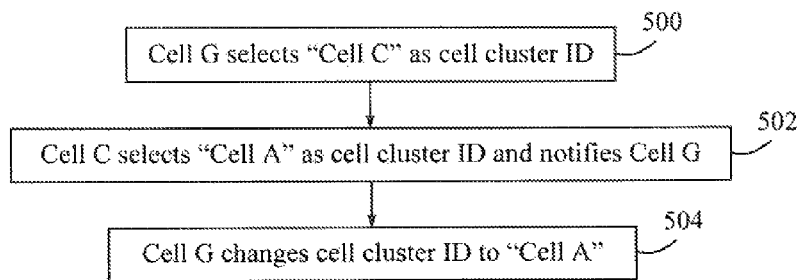 500
Cell G selects “Cell C” as cell cluster ID
502
Cell C selects “Cell A” as cell cluster ID and notifies Cell G
504
Cell G changes cell cluster ID to “Cell A”